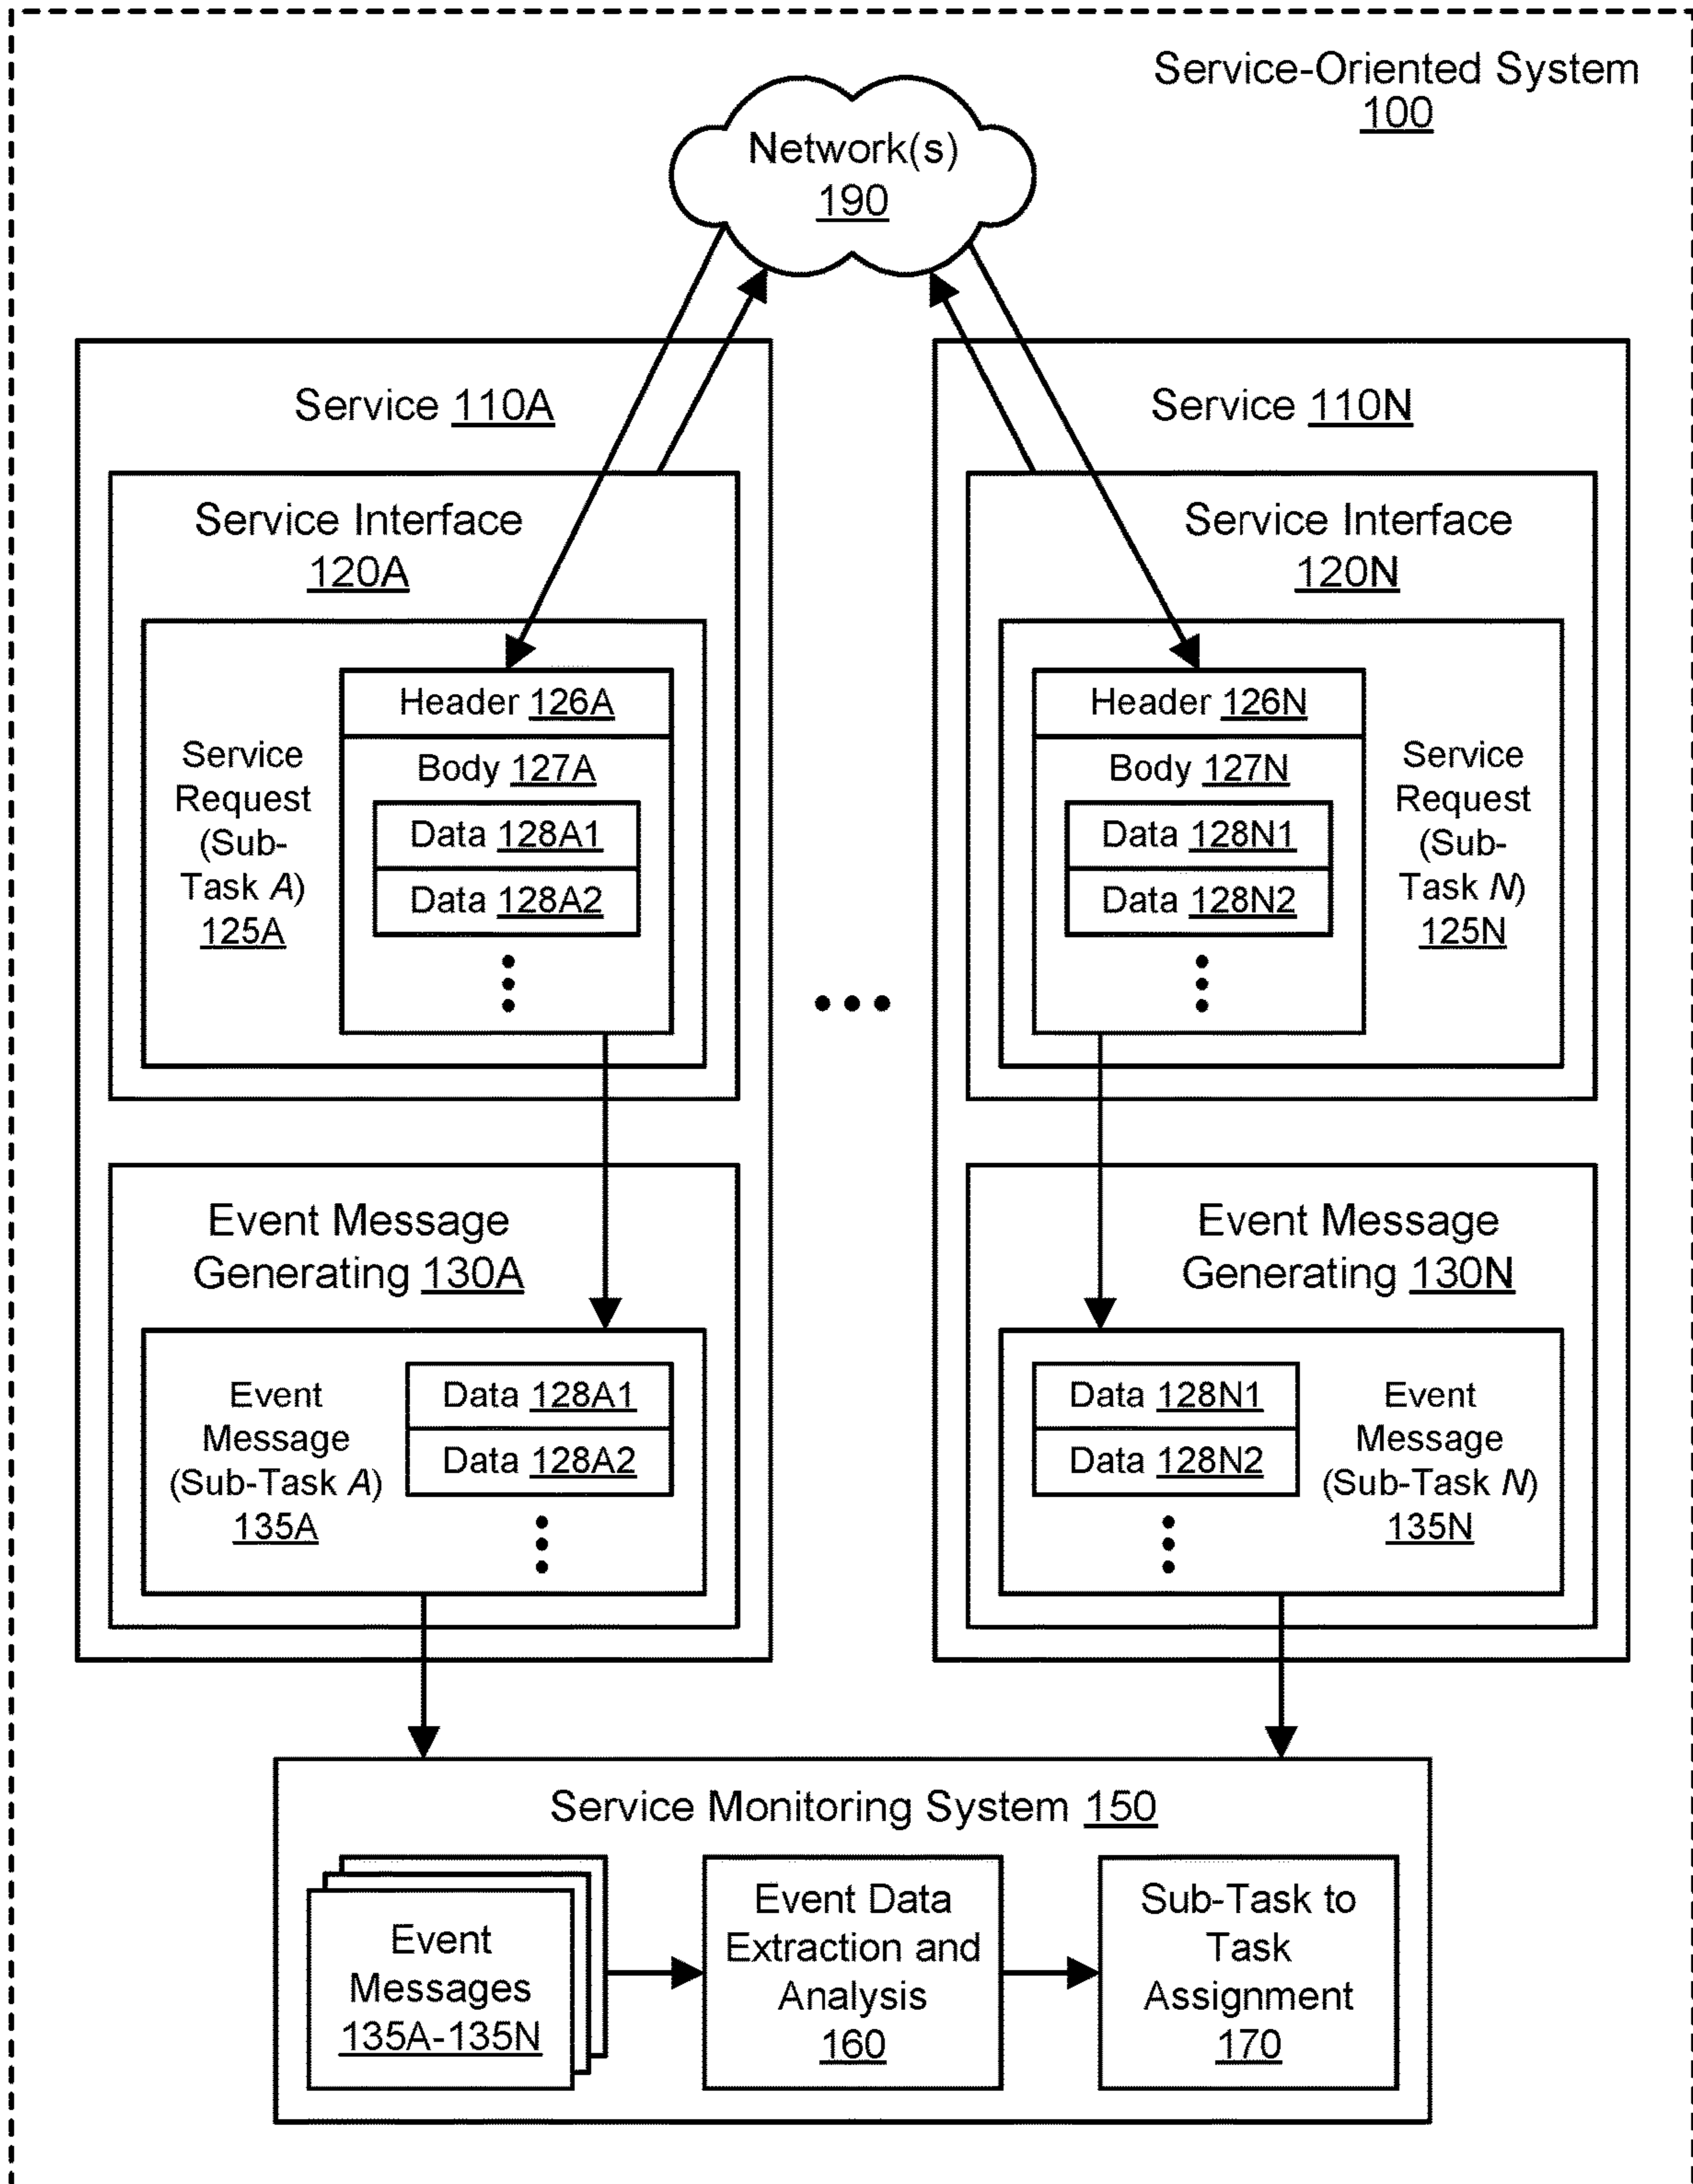 Service-Oriented System
100
Network(s)
190
Service 110A
Service Interface
120A
Service
Request
(Sub-
Task A)
125A
Header 126A
Body 127A
Data 128A1
Data 128A2
Event Message
Generating 130A
Event
Message
(Sub-Task A)
135A
Data 128A1
Data 128A2
Service 110N
Service Interface
120N
Header 126N
Body 127N
Data 128N1
Data 128N2
Service
Request
(Sub-
Task N)
125N
Event Message
Generating 130N
Data 128N1
Data 128N2
Event
Message
(Sub-Task N)
135N
Service Monitoring System 150
Event
Messages
135A-135N
Event Data
Extraction and
Analysis
160
Sub-Task to
Task
Assignment
170